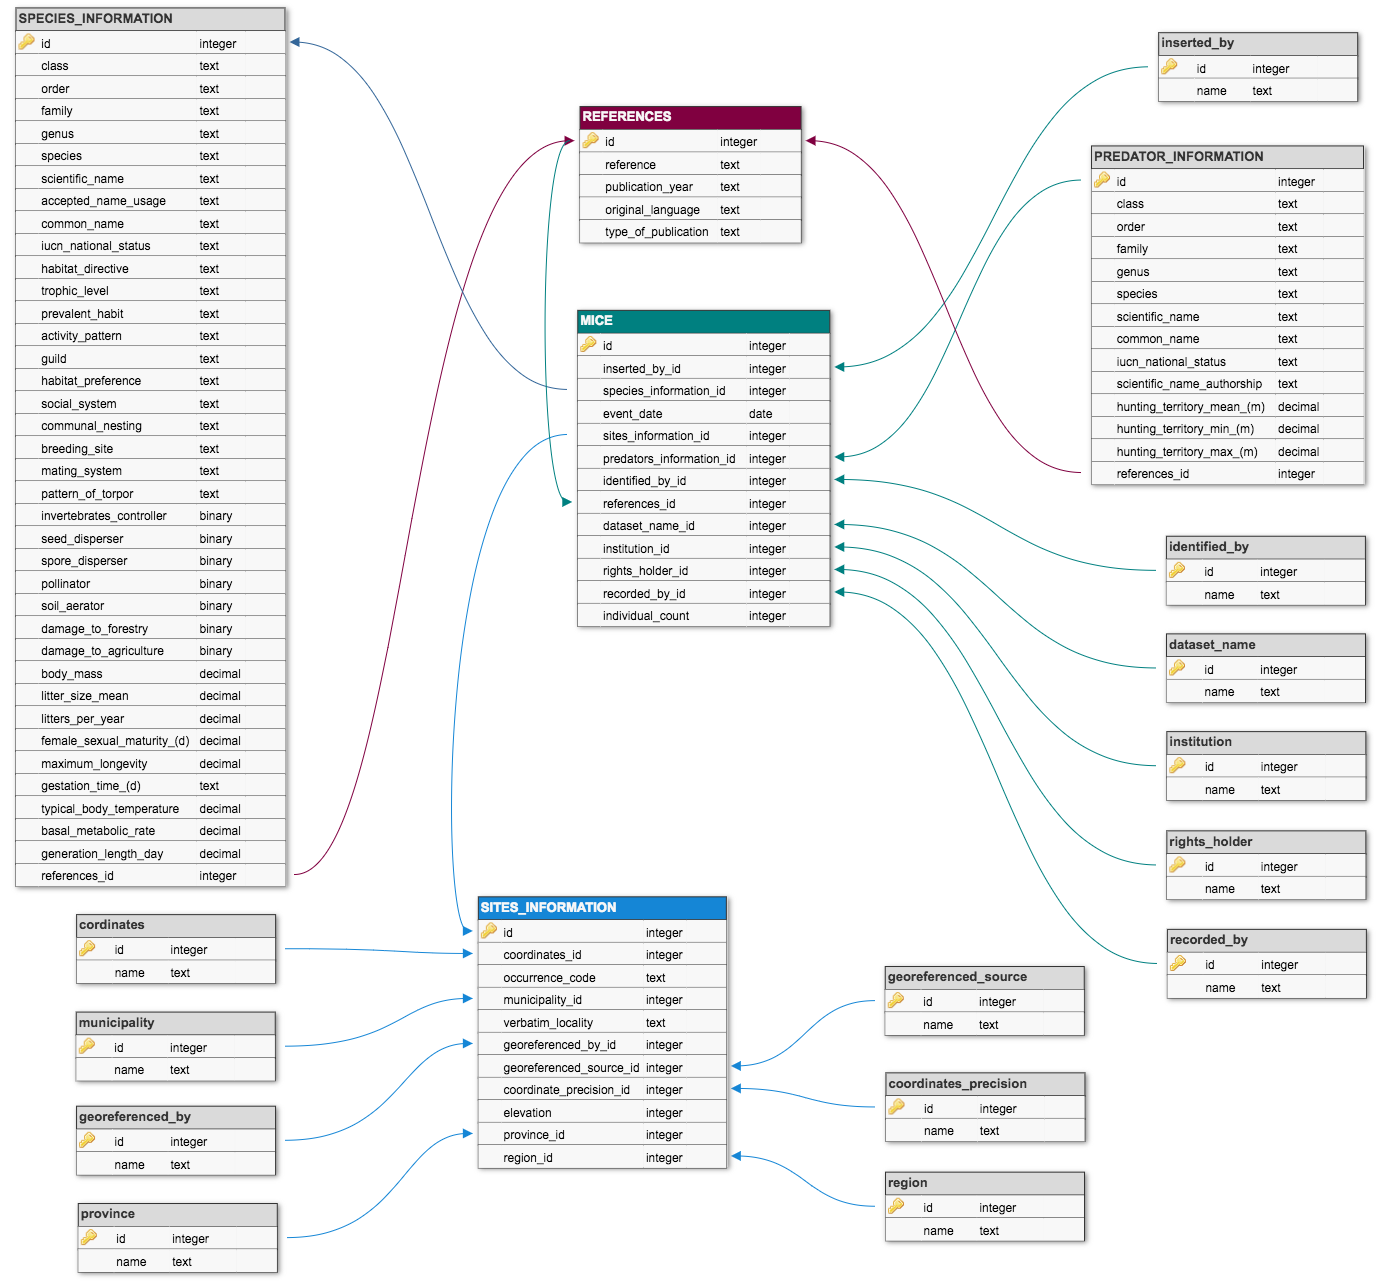 SPECIES_INFORMATION
id integer
class text
order text
family text
genus text
species text
scientific_name text
accepted_name_usage text
common_name text
iucn_national_status text
habitat_directive text
trophic_level text
prevalent_habit text
activity_pattern text
guild text
habitat_preference text
social_system text
communal_nesting text
breeding_site text
mating_system text
pattern_of_torpor text
invertebrates_controller binary
seed_disperser binary
spore_disperser binary
pollinator binary
soil_aerator binary
damage_to_forestry binary
damage_to_agriculture binary
body_mass decimal
litter_size_mean decimal
litters_per_year decimal
female_sexual_maturity_(d) decimal
maximum_longevity decimal
gestation_time_(d) text
typical_body_temperature decimal
basal_metabolic_rate decimal
generation_length_day decimal
references_id integer
REFERENCES
id integer
reference text
publication_year text
original_language text
type_of_publication text
MICE
id integer
inserted_by_id integer
species_information_id integer
event_date date
sites_information_id integer
predators_information_id integer
identified_by_id integer
references_id integer
dataset_name_id integer
institution_id integer
rights_holder_id integer
recorded_by_id integer
individual_count integer
inserted_by
id integer
name text
PREDATOR_INFORMATION
id integer
class text
order text
family text
genus text
species text
scientific_name text
common_name text
iucn_national_status text
scientific_name_authorship text
hunting_territory_mean_(m) decimal
hunting_territory_min_(m) decimal
hunting_territory_max_(m) decimal
references_id integer
identified_by
id integer
name text
dataset_name
id integer
name text
institution
id integer
name text
rights_holder
id integer
name text
recorded_by
id integer
name text
cordinates
id integer
name text
municipality
id integer
name text
georeferenced_by
id integer
name text
province
id integer
name text
SITES_INFORMATION
id integer
coordinates_id integer
occurrence_code text
municipality_id integer
verbatim_locality text
georeferenced_by_id integer
georeferenced_source_id integer
coordinate_precision_id integer
elevation integer
province_id integer
region_id integer
georeferenced_source
id integer
name text
coordinates_precision
id integer
name text
region
id integer
name text